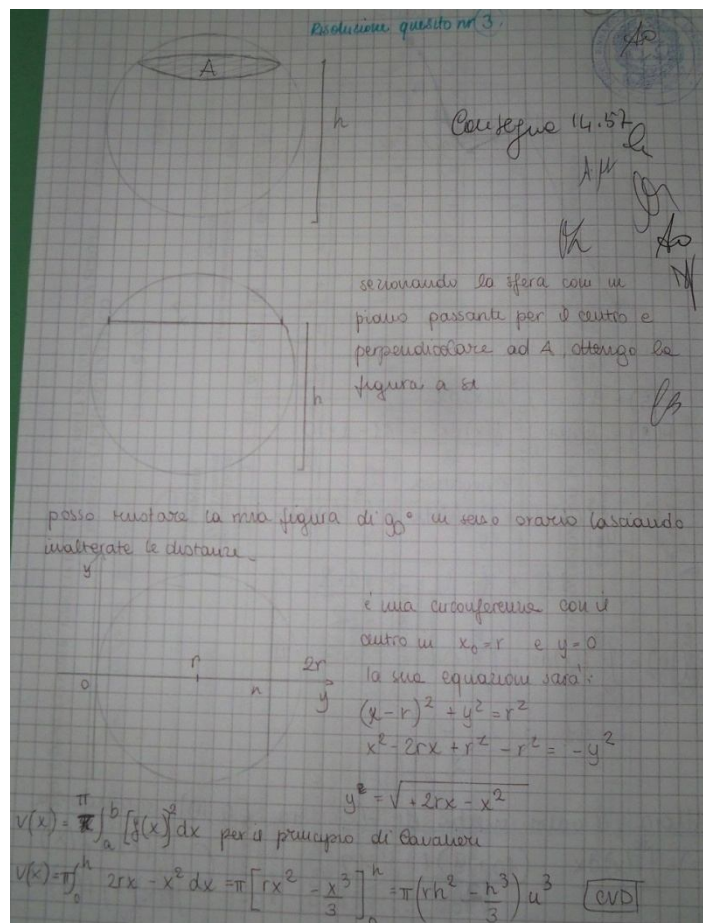 Risoluzione quesito nr 3.
A
h
Consegna 14.57
sezionando la sfera con un
piano passante per il centro e
perpendicolare ad A, ottengo la
figura a sx
h
posso ruotare la mia figura di 90° in senso orario lasciando
inalterate le distanze.
y
è una circonferenza con il
centro in x₀=r e y=0
r
2r
la sua equazione sarà:
0
h
y
(x-r)² + y² = r²
x² - 2rx + r² - r² = -y²
y² = √+2rx - x²
V(x) = π ∫ₐᵇ [f(x)]² dx per il principio di Cavalieri
V(x) = π ∫₀ʰ 2rx - x² dx = π [rx² - x³/3]₀ʰ = π (rh² - h³/3) u³ CVD